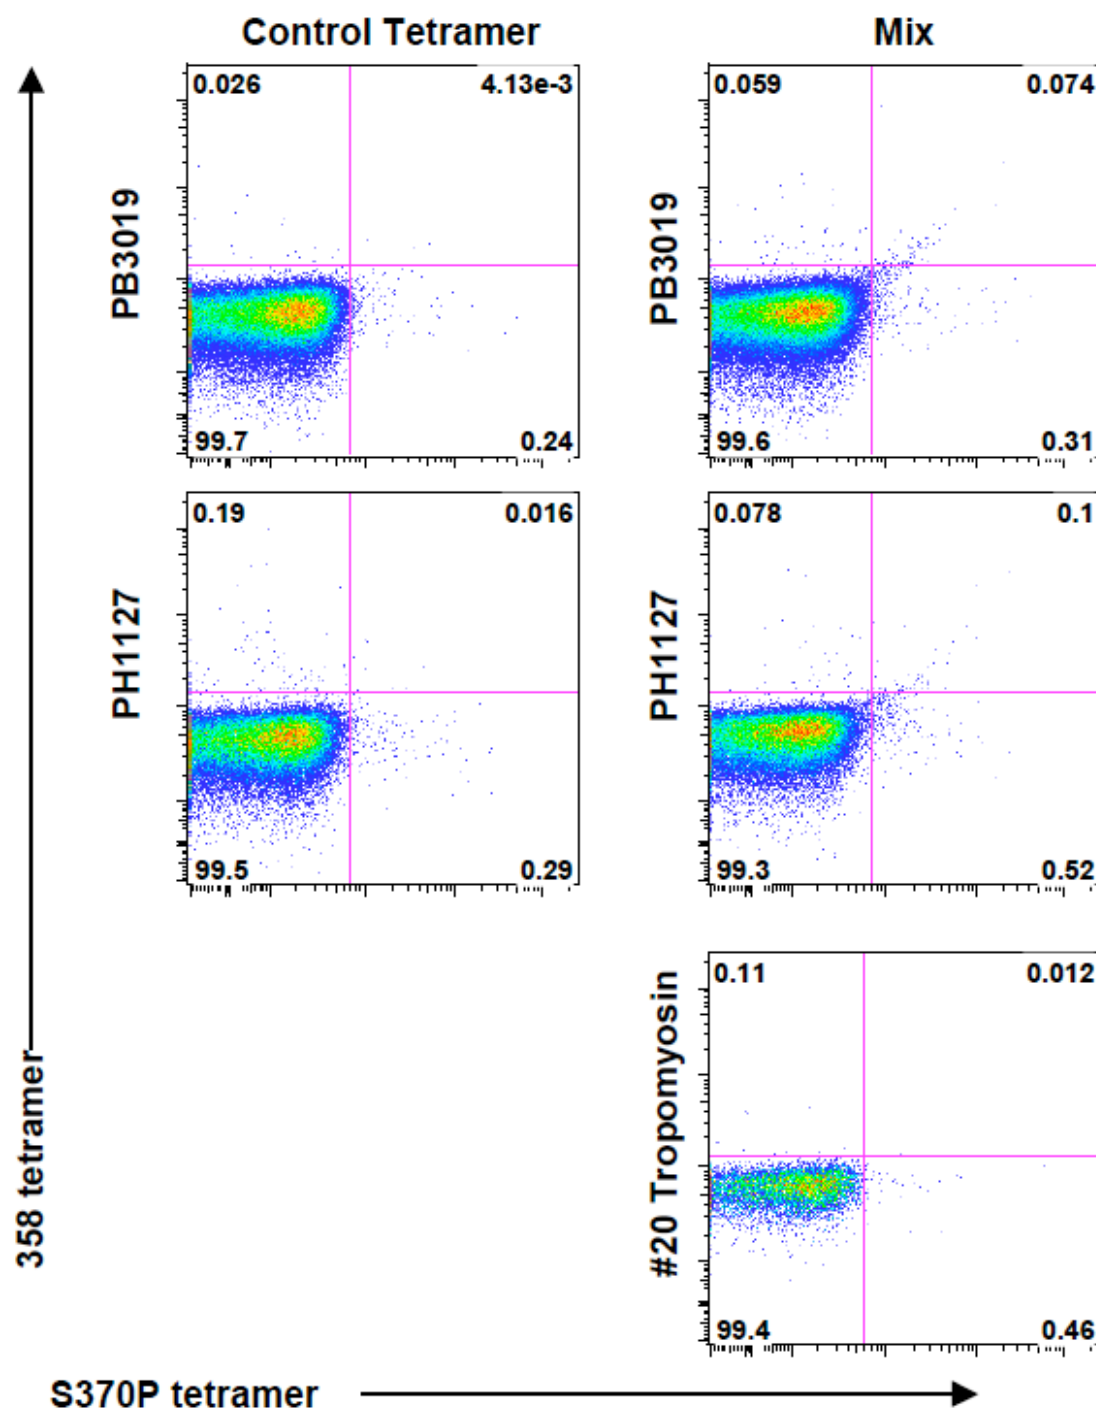 Control Tetramer
Mix
PB3019
0.026
4.13e-3
99.7
0.24
PB3019
0.059
0.074
99.6
0.31
PH1127
0.19
0.016
99.5
0.29
PH1127
0.078
0.1
99.3
0.52
#20 Tropomyosin
0.11
0.012
99.4
0.46
358 tetramer
S370P tetramer